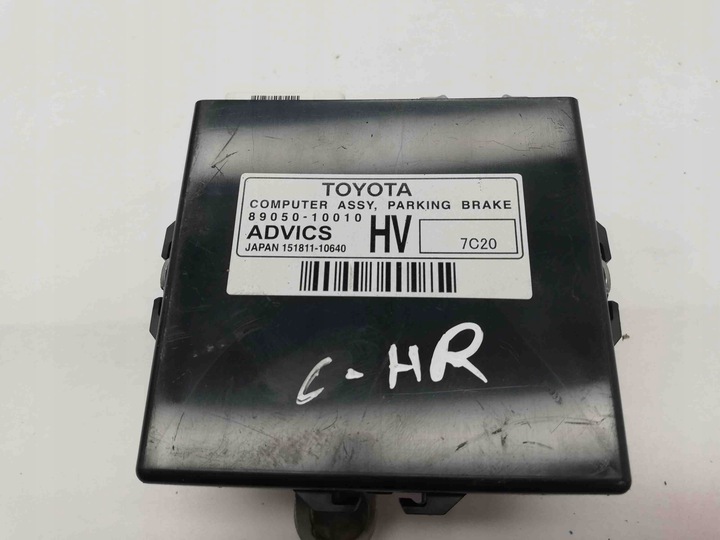 TOYOTA
COMPUTER ASSY, PARKING BRAKE
89050-10010
ADVICS HV 7C20
JAPAN 151811-10640
C-HR